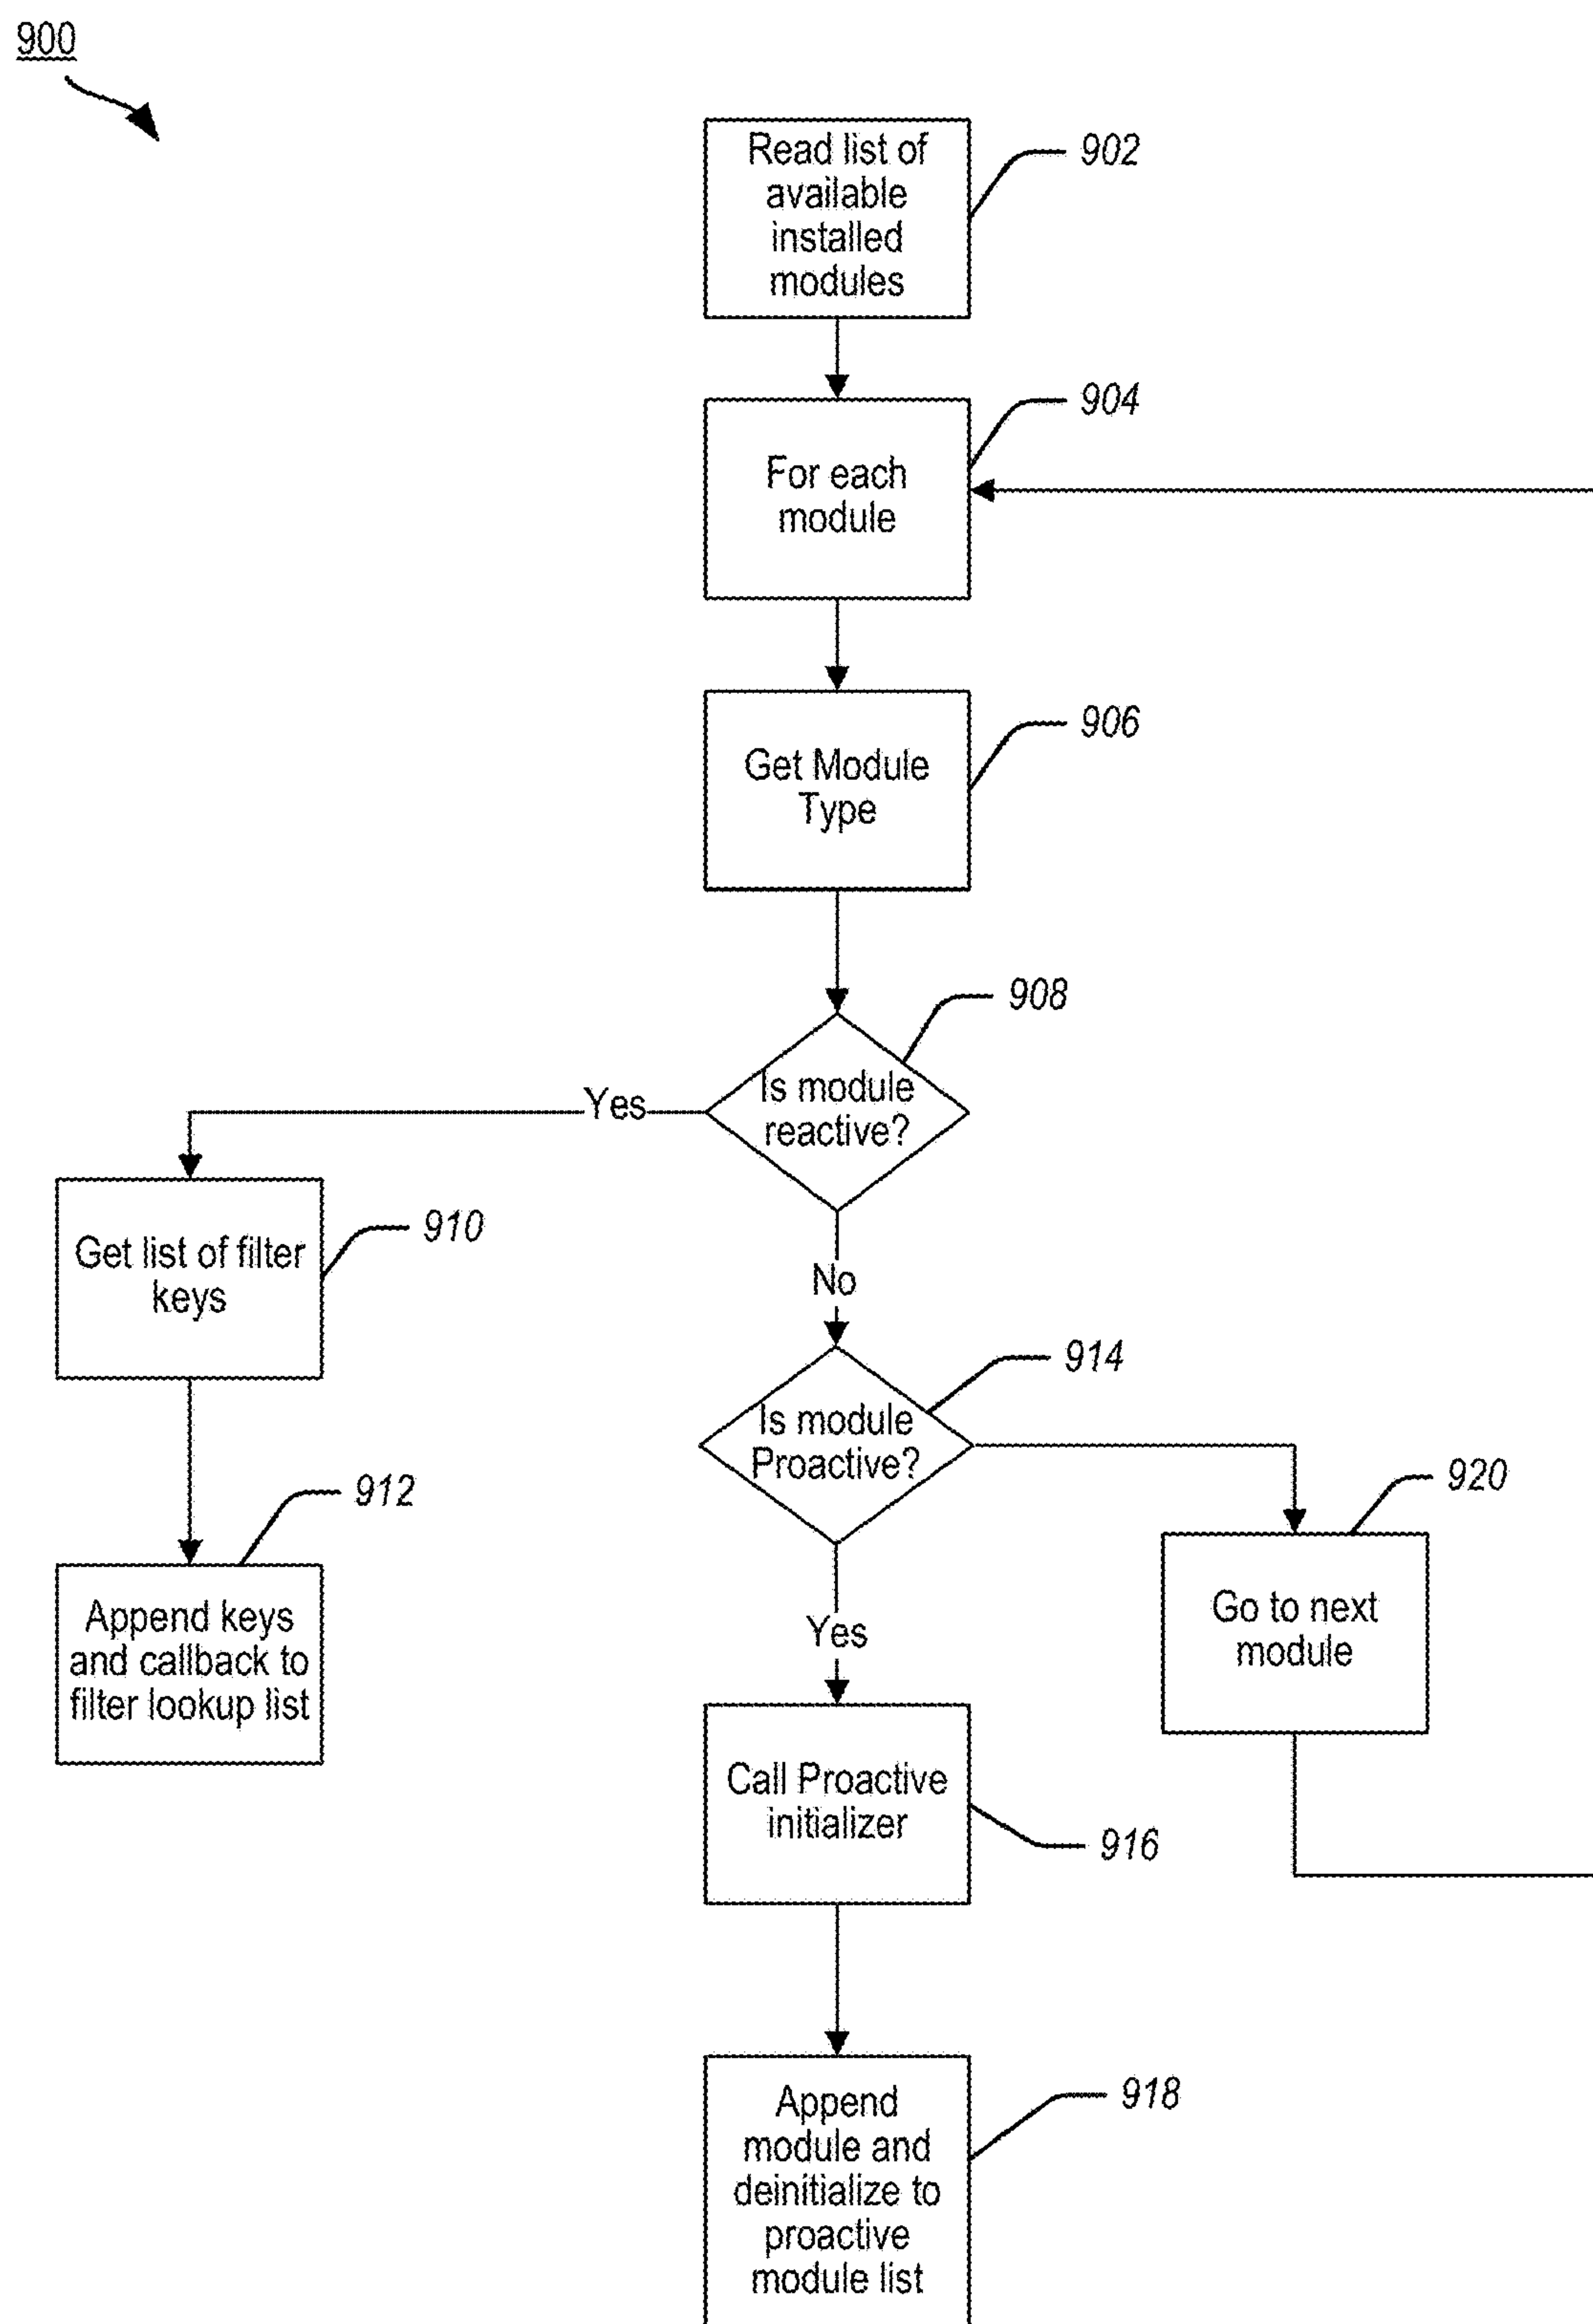 900
Read list of
available
installed
modules
902
For each
module
904
Get Module
Type
906
Is module
reactive?
908
Yes
Get list of filter
keys
910
No
Append keys
and callback to
filter lookup list
912
Is module
Proactive?
914
Yes
Call Proactive
initializer
916
Go to next
module
920
Append
module and
deinitialize to
proactive
module list
918